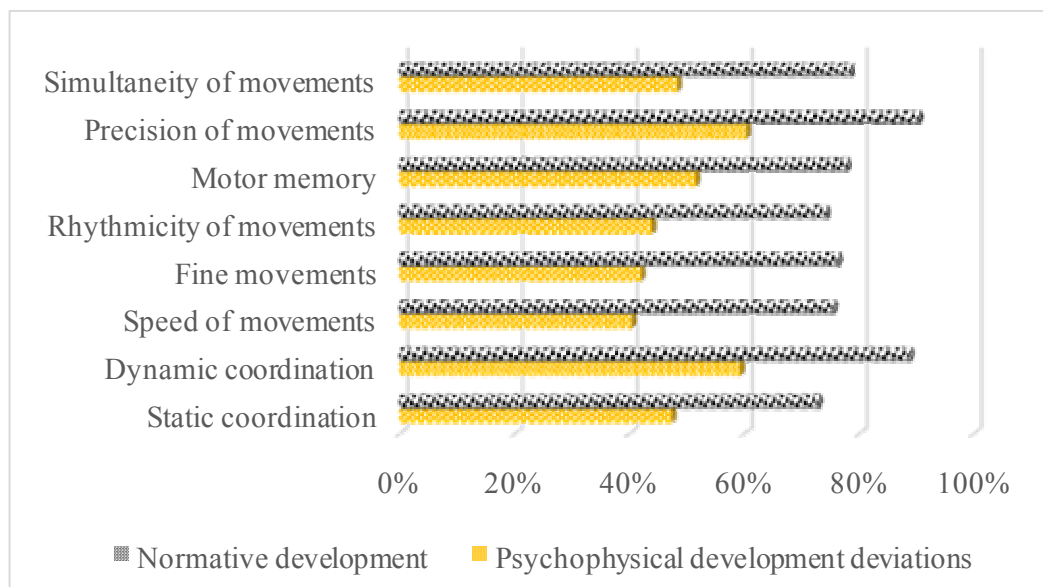 Simultaneity of movements
Precision of movements
Motor memory
Rhythmicity of movements
Fine movements
Speed of movements
Dynamic coordination
Static coordination
0% 20% 40% 60% 80% 100%
Normative development Psychophysical development deviations